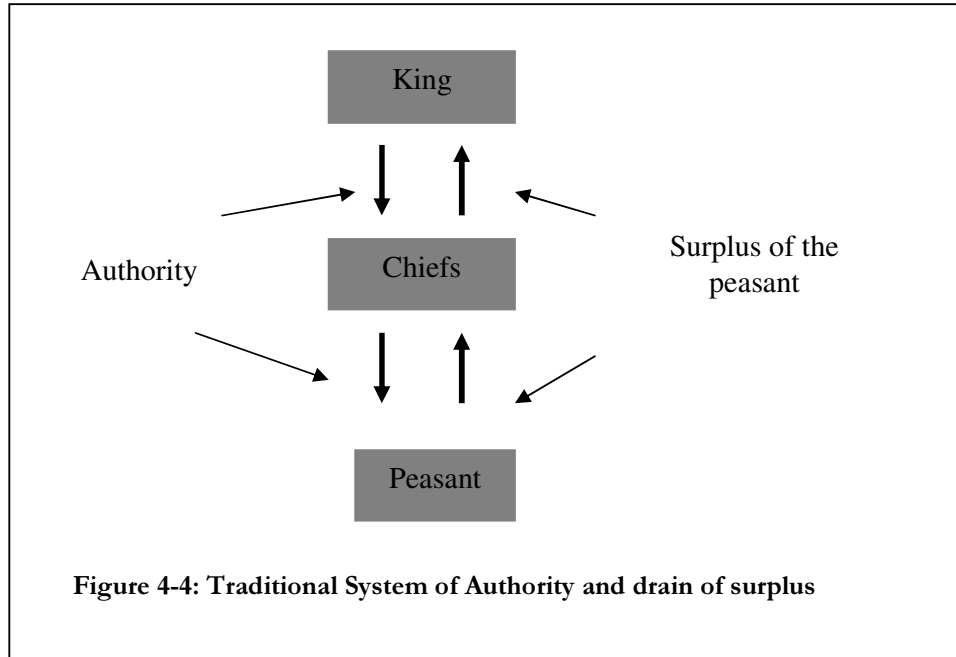 King
Authority
Chiefs
Surplus of the
peasant
Peasant
Figure 4-4: Traditional System of Authority and drain of surplus